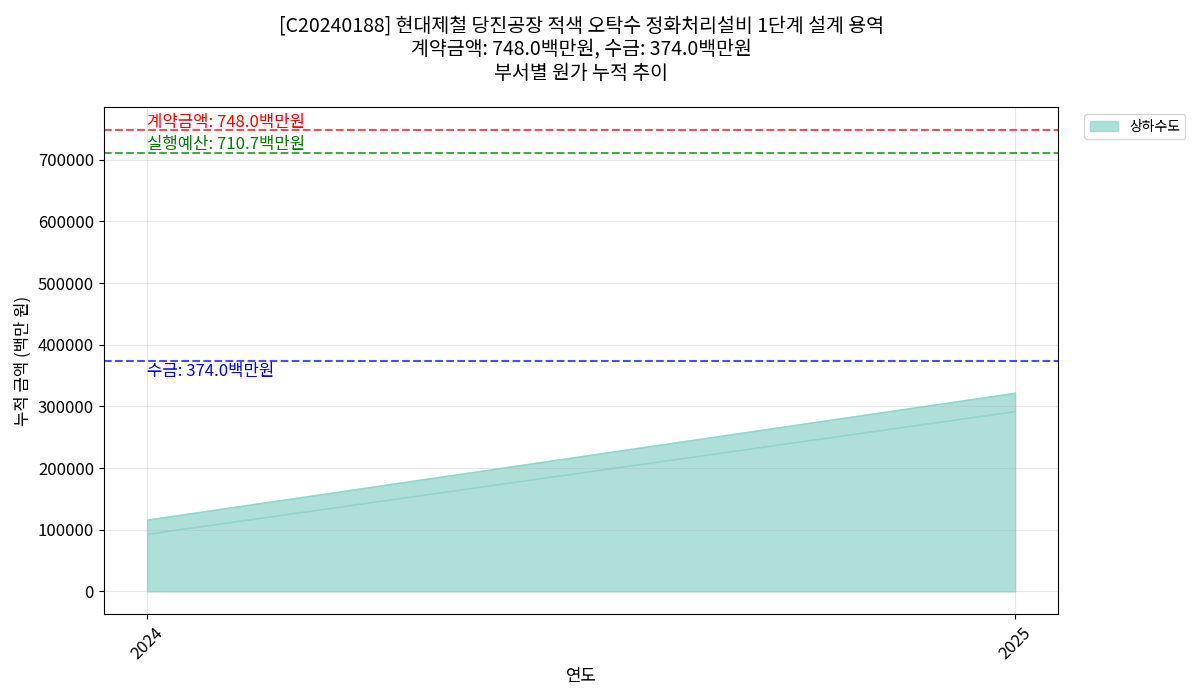 [C20240188] 현대제철 당진공장 적색 오탁수 정화처리설비 1단계 설계 용역
계약금액: 748.0백만원, 수금: 374.0백만원
부서별 원가 누적 추이
계약금액: 748.0백만원
실행예산: 710.7백만원
수금: 374.0백만원
상하수도
누적 금액 (백만 원)
700000
600000
500000
400000
300000
200000
100000
0
2024
2025
연도